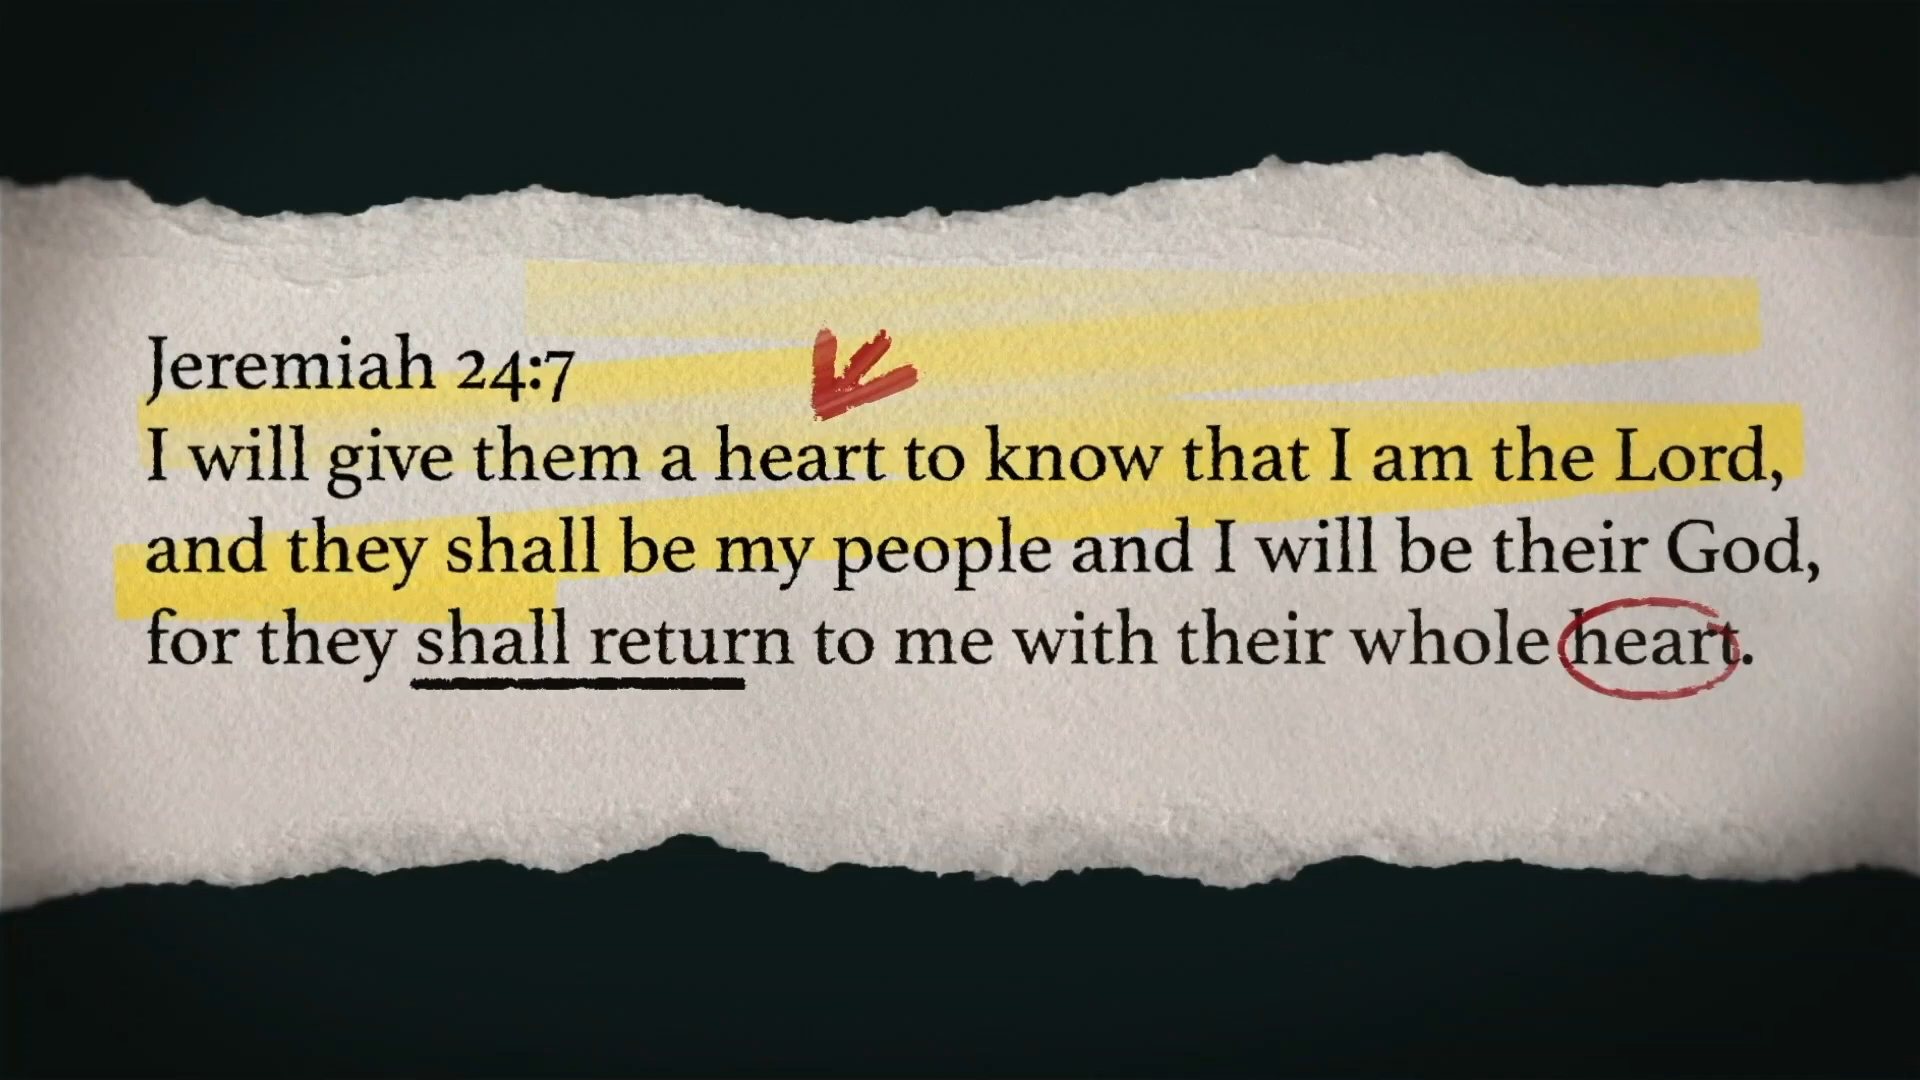 Jeremiah 24:7
I will give them a heart to know that I am the Lord,
and they shall be my people and I will be their God,
for they shall return to me with their whole heart.